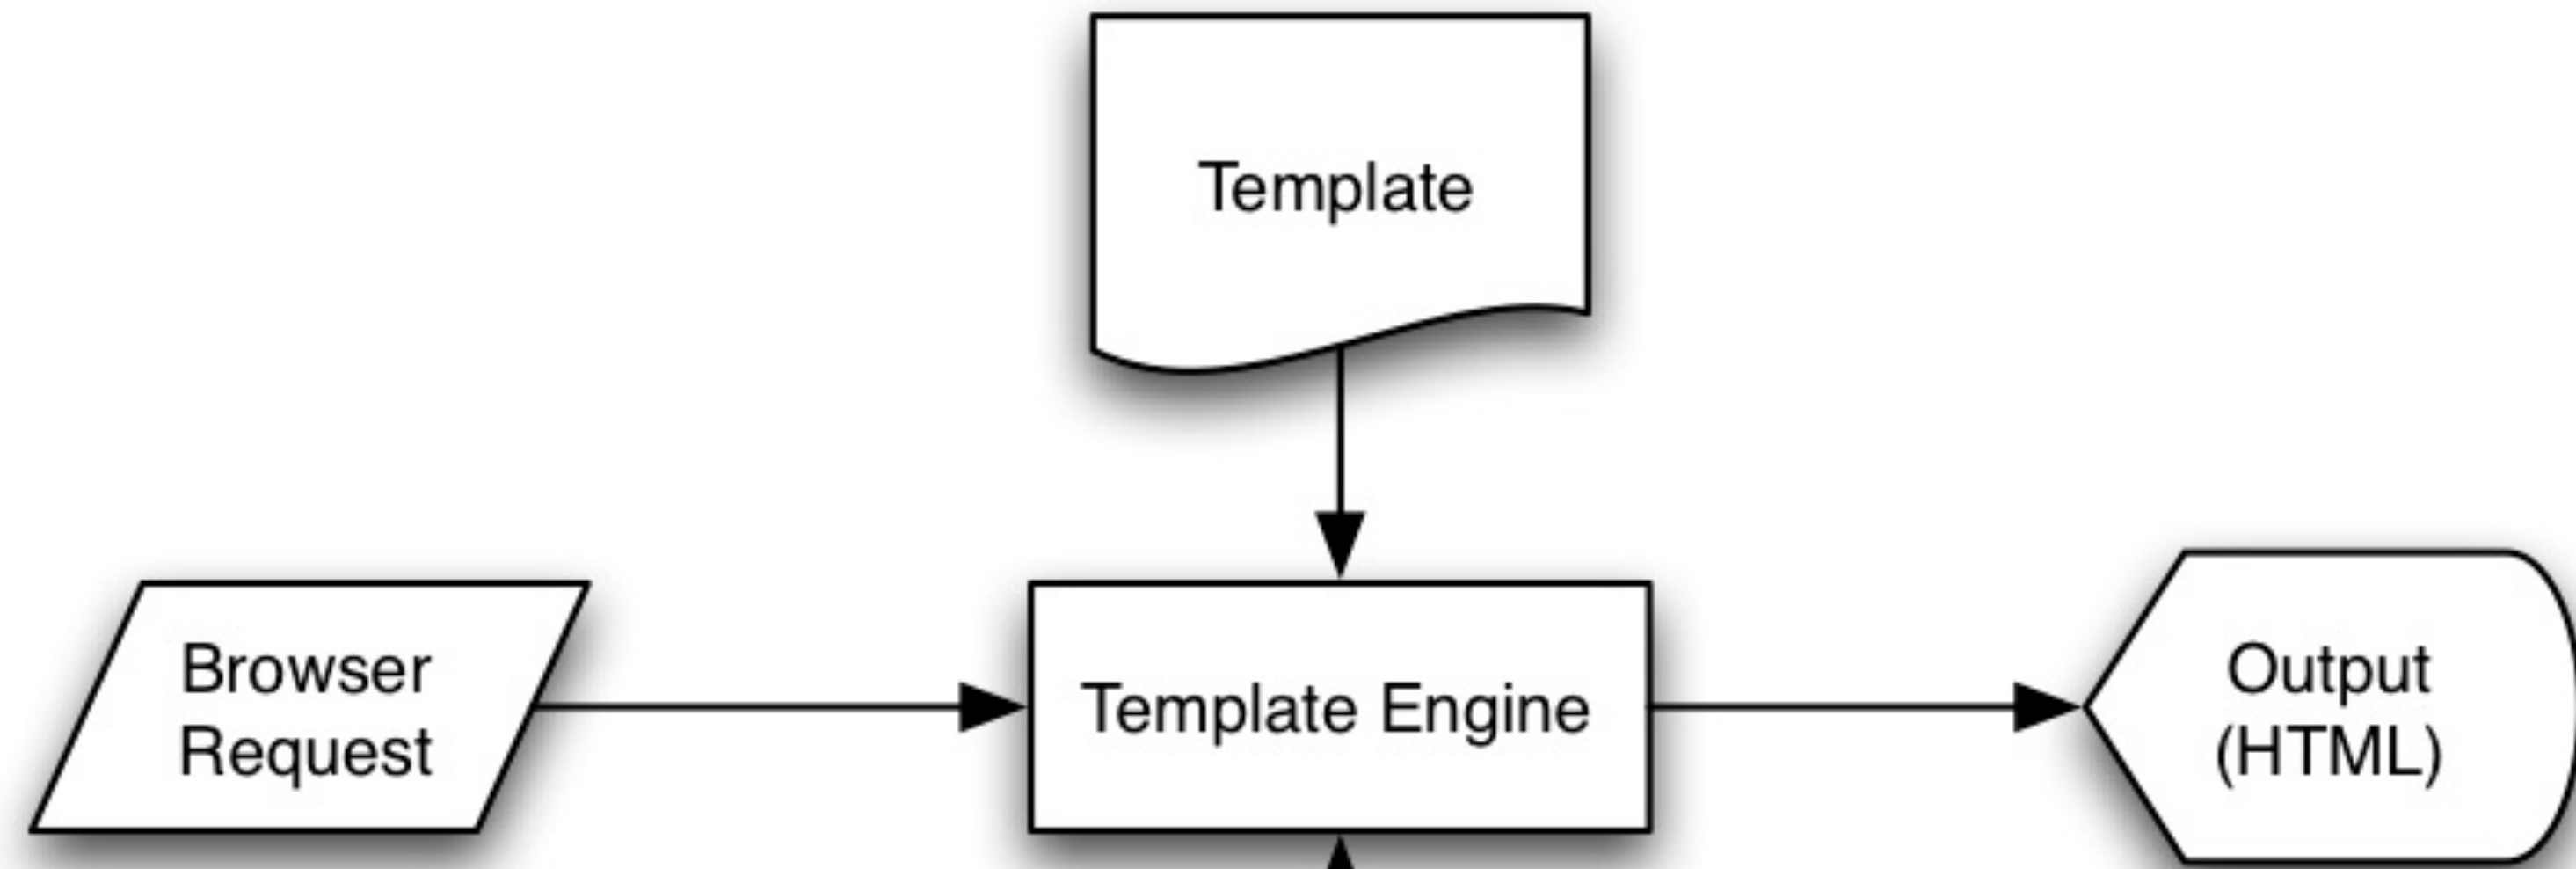 Template
Browser
Request
Template Engine
Output
(HTML)